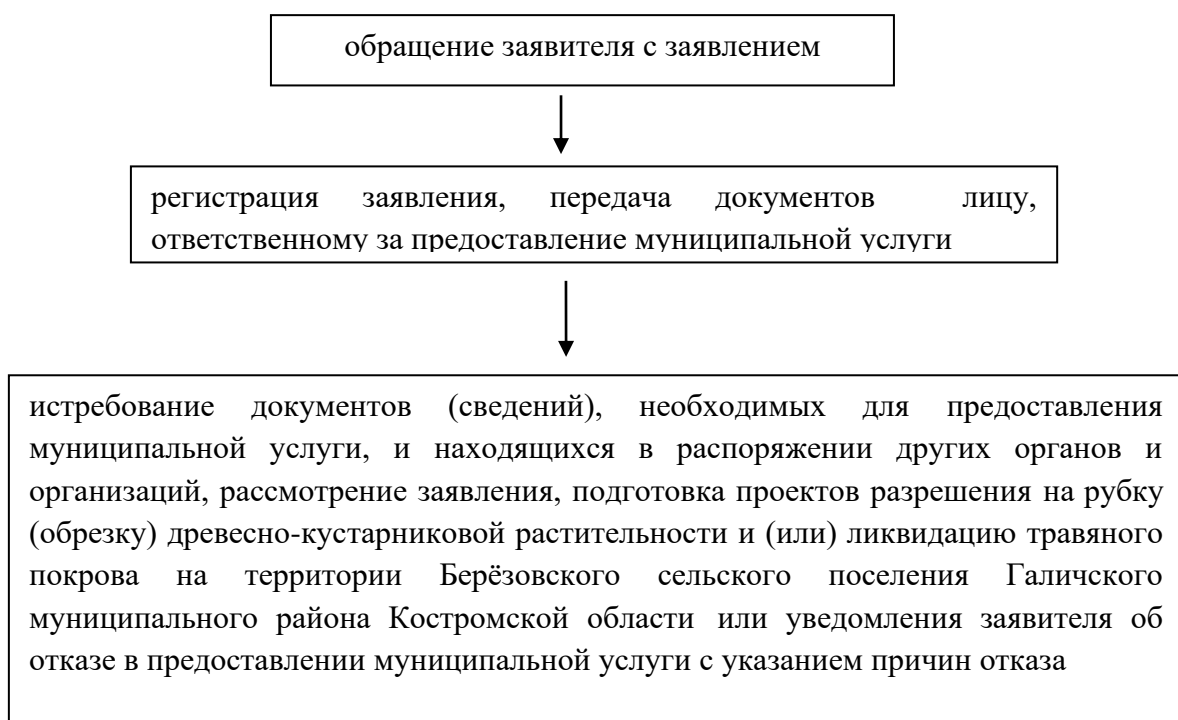 обращение заявителя с заявлением
регистрация заявления, передача документов лицу,
ответственному за предоставление муниципальной услуги
истребование документов (сведений), необходимых для предоставления
муниципальной услуги, и находящихся в распоряжении других органов и
организаций, рассмотрение заявления, подготовка проектов разрешения на рубку
(обрезку) древесно-кустарниковой растительности и (или) ликвидацию травяного
покрова на территории Берёзовского сельского поселения Галичского
муниципального района Костромской области или уведомления заявителя об
отказе в предоставлении муниципальной услуги с указанием причин отказа